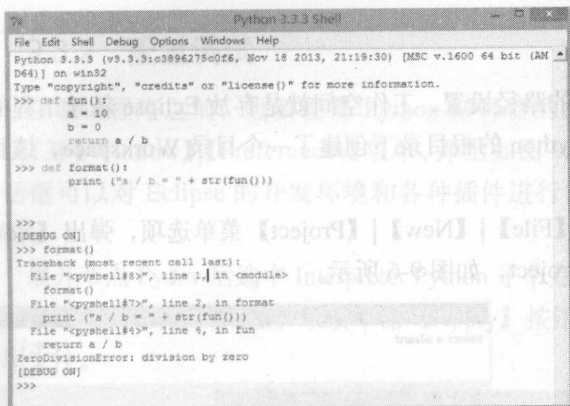 Python 3.3.3 Shell
File Edit Shell Debug Options Windows Help
Python 3.3.3 (v3.3.3:c3896275c0f6, Nov 18 2013, 21:19:30) [MSC v.1600 64 bit (AM
D64)] on win32
Type "copyright", "credits" or "license()" for more information.
>>> def fun():
        a = 10
        b = 0
        return a / b

>>> def format():
        print ("a / b = " + str(fun()))

>>>
[DEBUG ON]
>>> format()
Traceback (most recent call last):
  File "<pyshell#8>", line 1, in <module>
    format()
  File "<pyshell#7>", line 2, in format
    print ("a / b = " + str(fun()))
  File "<pyshell#4>", line 4, in fun
    return a / b
ZeroDivisionError: division by zero
[DEBUG ON]
>>>